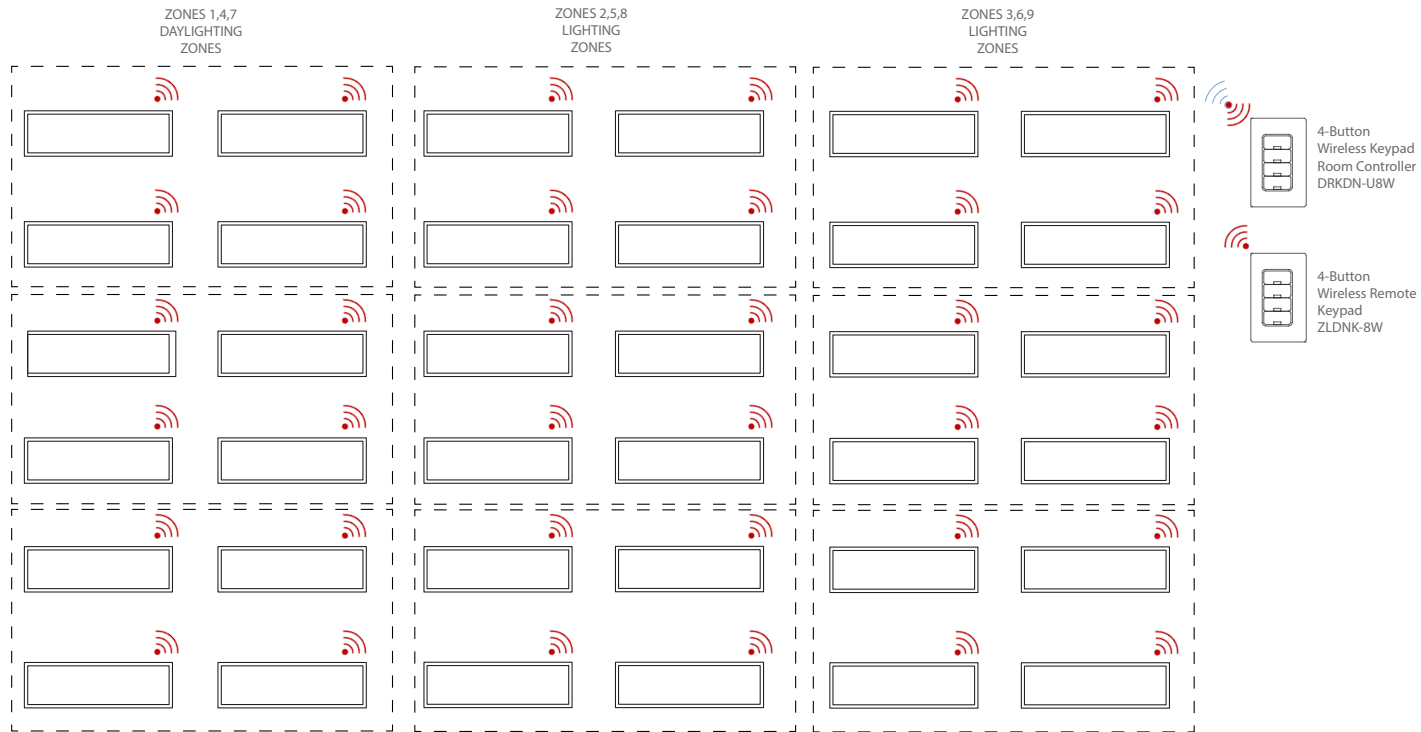 ZONES 1,4,7
DAYLIGHTING
ZONES
ZONES 2,5,8
LIGHTING
ZONES
ZONES 3,6,9
LIGHTING
ZONES
4-Button
Wireless Keypad
Room Controller
DRKDN-U8W
4-Button
Wireless Remote
Keypad
ZLDNK-8W